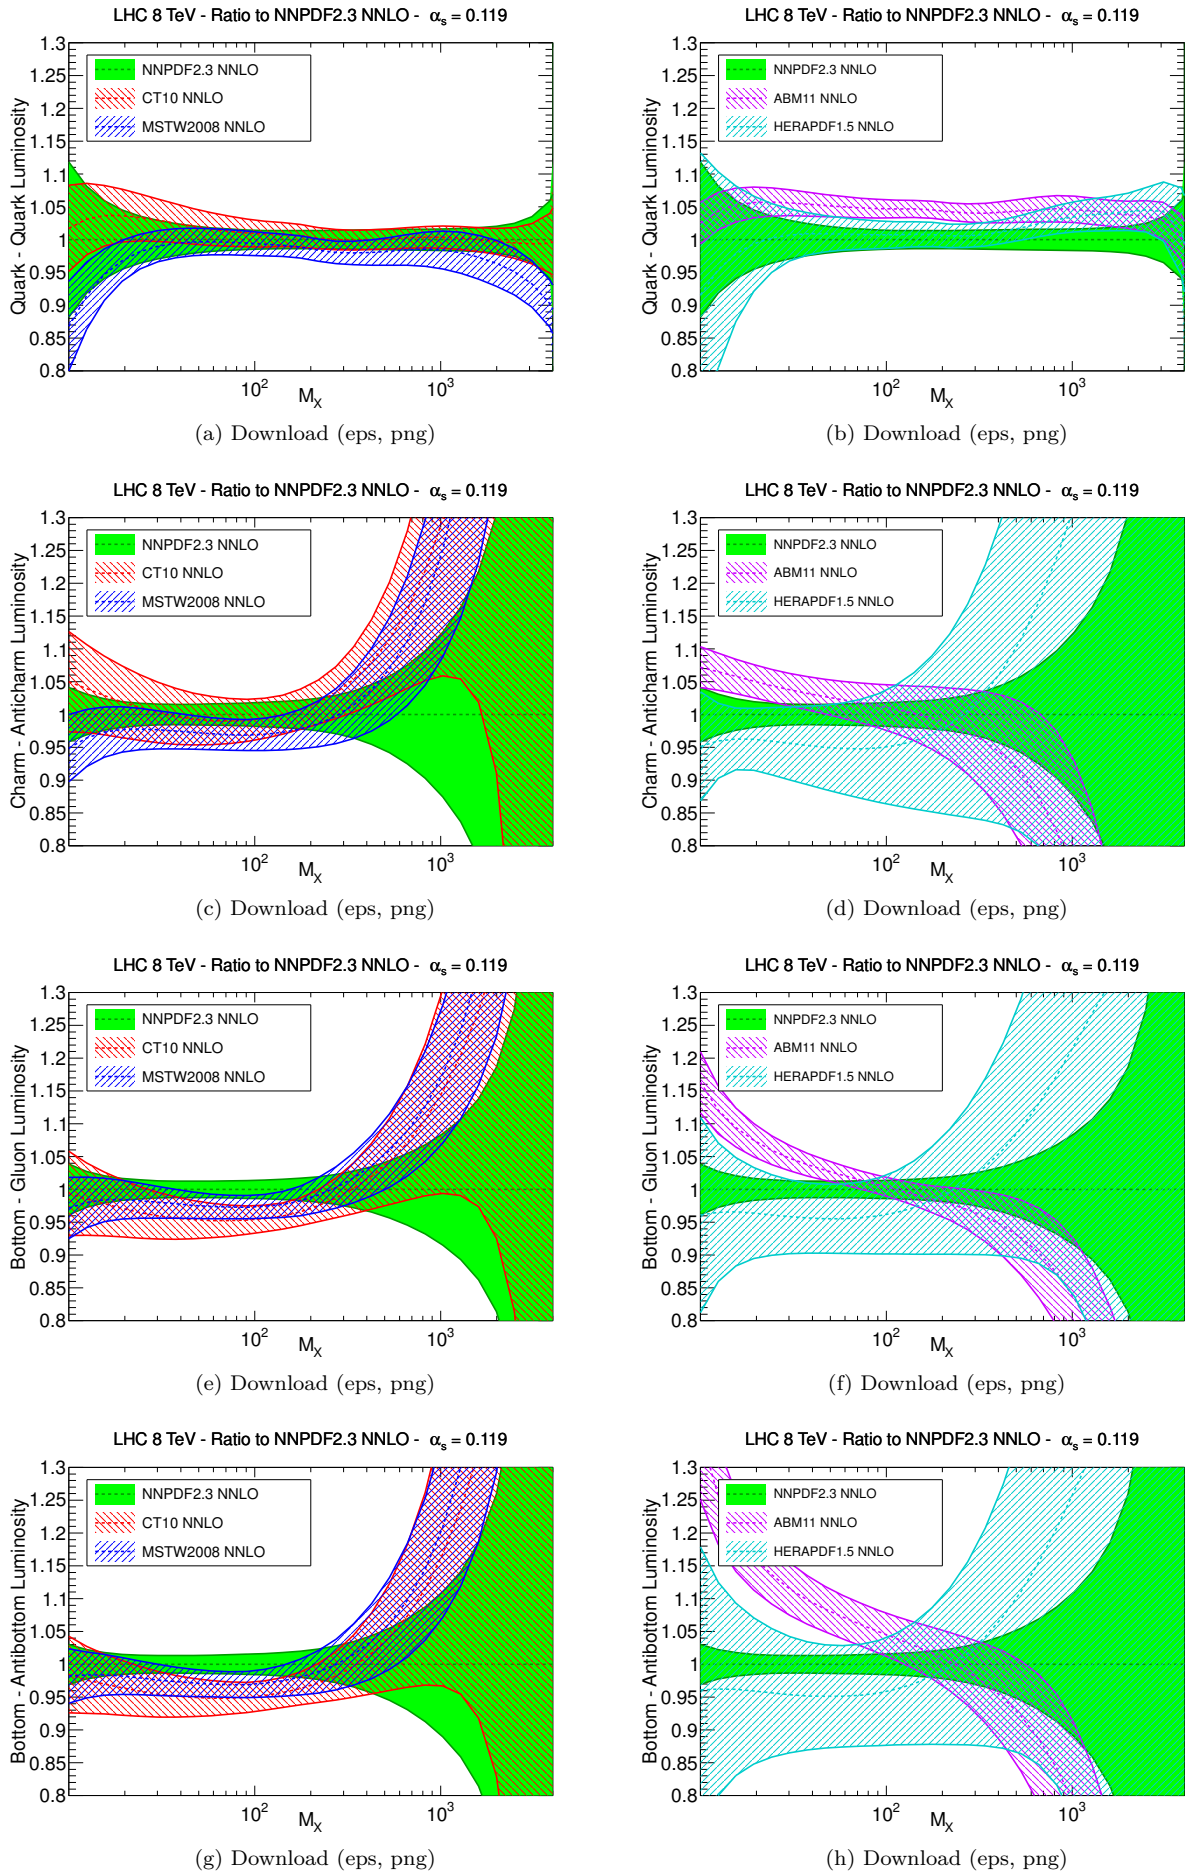 LHC 8 TeV - Ratio to NNPDF2.3 NNLO - αs = 0.119
Quark - Quark Luminosity
1.3
1.25
1.2
1.15
1.1
1.05
1
0.95
0.9
0.85
0.8
NNPDF2.3 NNLO
CT10 NNLO
MSTW2008 NNLO
10² 10³
MX
(a) Download (eps, png)
LHC 8 TeV - Ratio to NNPDF2.3 NNLO - αs = 0.119
Quark - Quark Luminosity
1.3
1.25
1.2
1.15
1.1
1.05
1
0.95
0.9
0.85
0.8
NNPDF2.3 NNLO
ABM11 NNLO
HERAPDF1.5 NNLO
10² 10³
MX
(b) Download (eps, png)
LHC 8 TeV - Ratio to NNPDF2.3 NNLO - αs = 0.119
Charm - Anticharm Luminosity
1.3
1.25
1.2
1.15
1.1
1.05
1
0.95
0.9
0.85
0.8
NNPDF2.3 NNLO
CT10 NNLO
MSTW2008 NNLO
10² 10³
MX
(c) Download (eps, png)
LHC 8 TeV - Ratio to NNPDF2.3 NNLO - αs = 0.119
Charm - Anticharm Luminosity
1.3
1.25
1.2
1.15
1.1
1.05
1
0.95
0.9
0.85
0.8
NNPDF2.3 NNLO
ABM11 NNLO
HERAPDF1.5 NNLO
10² 10³
MX
(d) Download (eps, png)
LHC 8 TeV - Ratio to NNPDF2.3 NNLO - αs = 0.119
Bottom - Gluon Luminosity
1.3
1.25
1.2
1.15
1.1
1.05
1
0.95
0.9
0.85
0.8
NNPDF2.3 NNLO
CT10 NNLO
MSTW2008 NNLO
10² 10³
MX
(e) Download (eps, png)
LHC 8 TeV - Ratio to NNPDF2.3 NNLO - αs = 0.119
Bottom - Gluon Luminosity
1.3
1.25
1.2
1.15
1.1
1.05
1
0.95
0.9
0.85
0.8
NNPDF2.3 NNLO
ABM11 NNLO
HERAPDF1.5 NNLO
10² 10³
MX
(f) Download (eps, png)
LHC 8 TeV - Ratio to NNPDF2.3 NNLO - αs = 0.119
Bottom - Antibottom Luminosity
1.3
1.25
1.2
1.15
1.1
1.05
1
0.95
0.9
0.85
0.8
NNPDF2.3 NNLO
CT10 NNLO
MSTW2008 NNLO
10² 10³
MX
(g) Download (eps, png)
LHC 8 TeV - Ratio to NNPDF2.3 NNLO - αs = 0.119
Bottom - Antibottom Luminosity
1.3
1.25
1.2
1.15
1.1
1.05
1
0.95
0.9
0.85
0.8
NNPDF2.3 NNLO
ABM11 NNLO
HERAPDF1.5 NNLO
10² 10³
MX
(h) Download (eps, png)